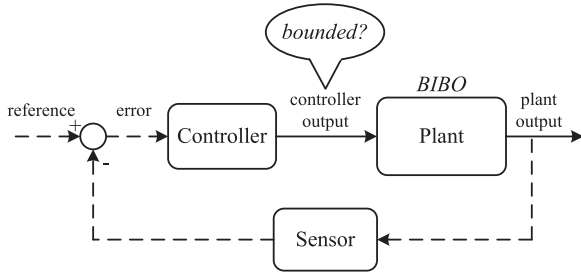 bounded?
BIBO
reference
+
error
Controller
controller
output
Plant
plant
output
-
Sensor